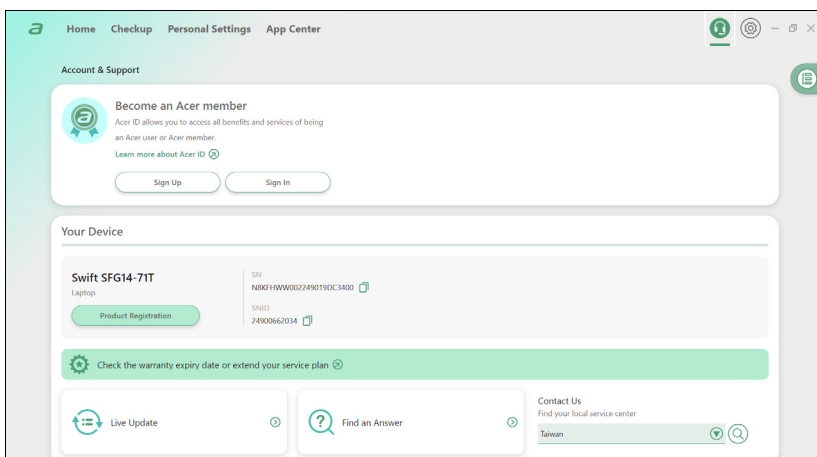 a Home Checkup Personal Settings App Center
Account & Support
Become an Acer member
Acer ID allows you to access all benefits and services of being
an Acer user or Acer member.
Learn more about Acer ID
Sign Up Sign In
Your Device
Swift SFG14-71T
Laptop
Product Registration
SN
N8KFHWW002249019DC3400
SNID
24900662034
Check the warranty expiry date or extend your service plan
Live Update
Find an Answer
Contact Us
Find your local service center
Taiwan